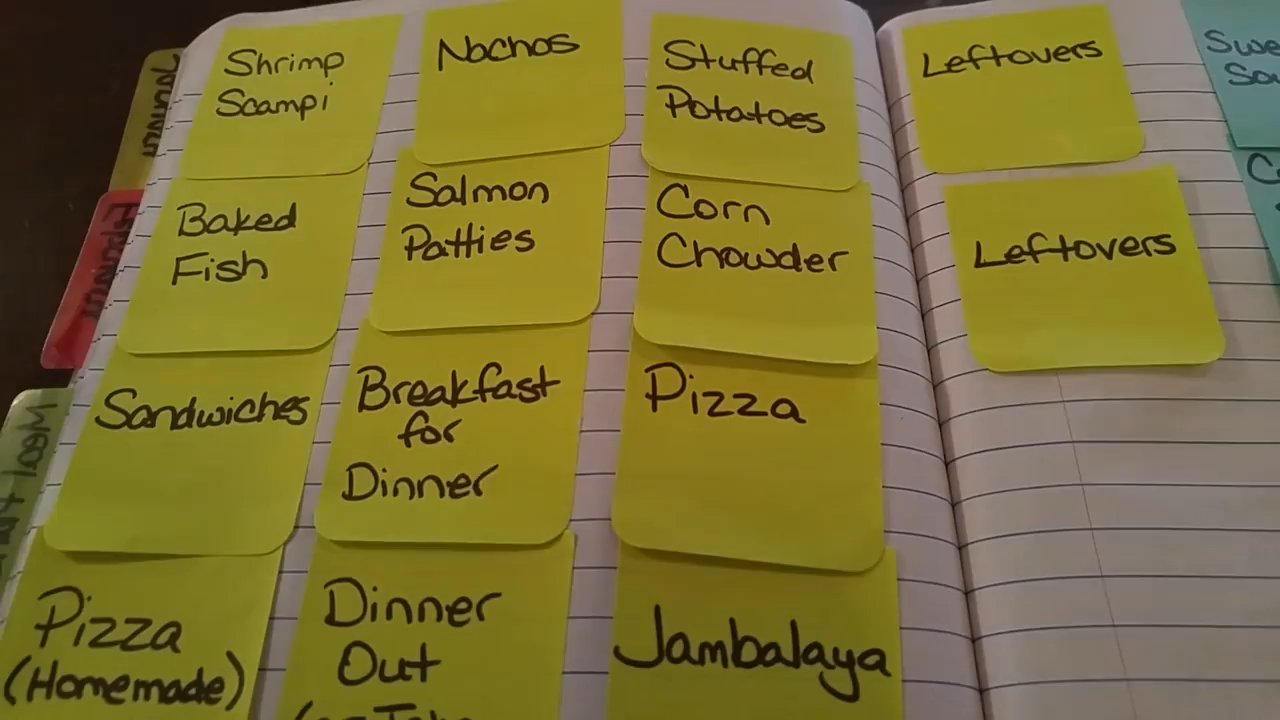 Shrimp
Scampi
Baked
Fish
Sandwiches
Pizza
(Homemade)
Nachos
Salmon
Patties
Breakfast
for
Dinner
Dinner
Out
Stuffed
Potatoes
Corn
Chowder
Pizza
Jambalaya
Leftovers
Leftovers